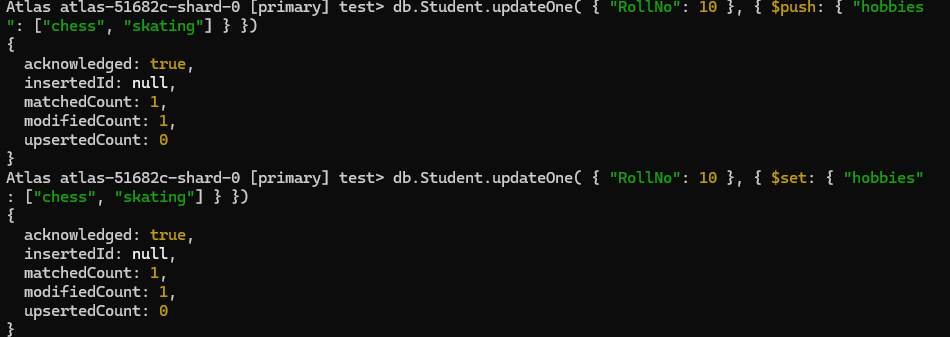 Atlas atlas-51682c-shard-0 [primary] test> db.Student.updateOne( { "RollNo": 10 }, { $push: { "hobbies
": ["chess", "skating"] } })
{
  acknowledged: true,
  insertedId: null,
  matchedCount: 1,
  modifiedCount: 1,
  upsertedCount: 0
}
Atlas atlas-51682c-shard-0 [primary] test> db.Student.updateOne( { "RollNo": 10 }, { $set: { "hobbies"
: ["chess", "skating"] } })
{
  acknowledged: true,
  insertedId: null,
  matchedCount: 1,
  modifiedCount: 1,
  upsertedCount: 0
}